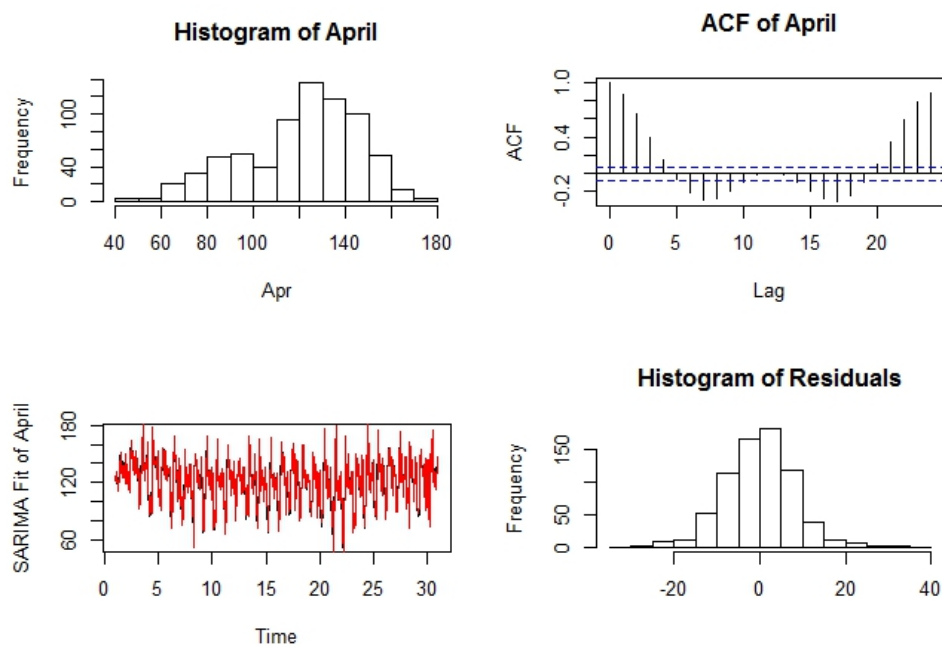 Histogram of April
Frequency
0 40 100
40 60 80 100 140 180
Apr
ACF of April
ACF
-0.2 0.4 1.0
0 5 10 15 20
Lag
SARIMA Fit of April
60 120 180
0 5 10 15 20 25 30
Time
Histogram of Residuals
Frequency
0 50 150
-20 0 20 40